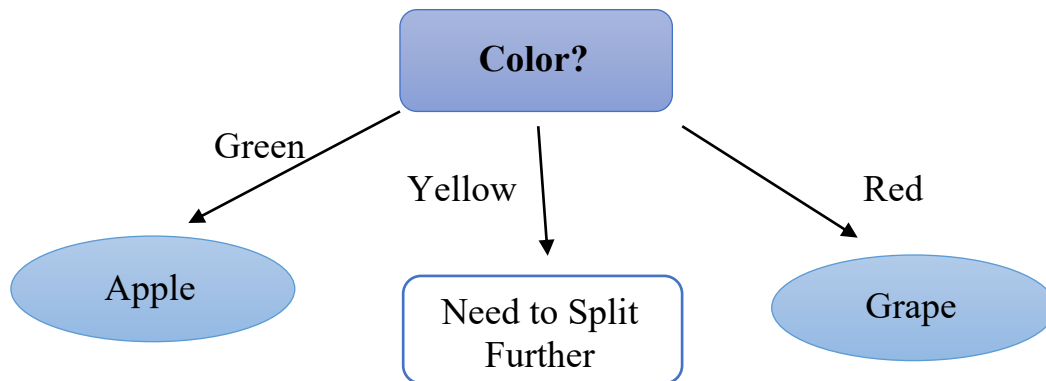 Color?
Green
Yellow
Red
Apple
Need to Split
Further
Grape